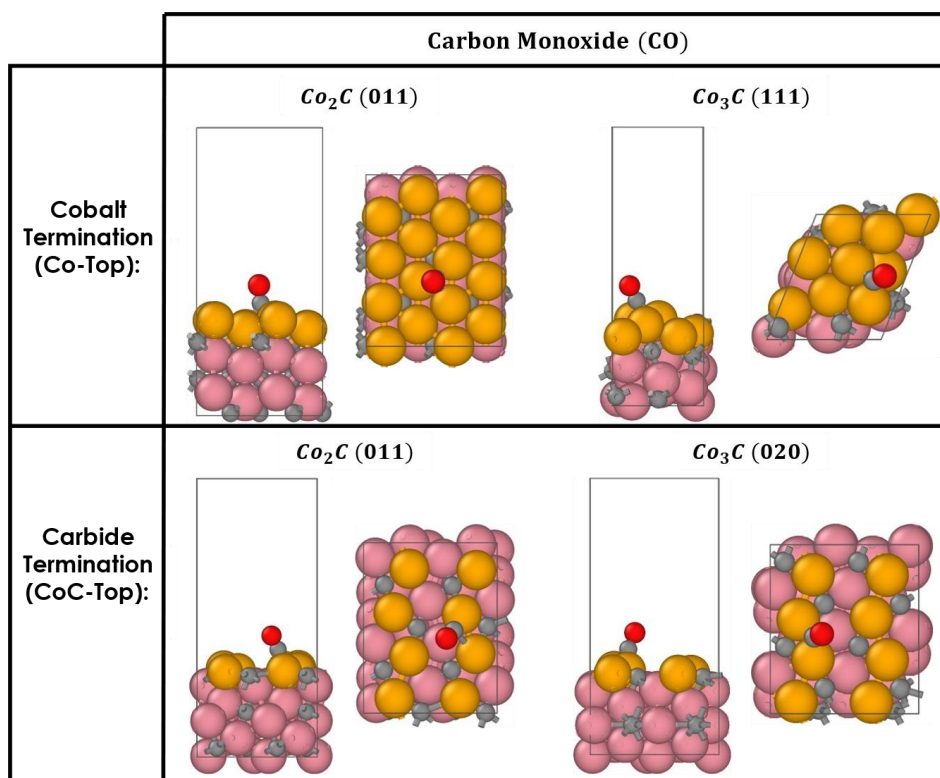 Carbon Monoxide (CO)
Co₂C (011)
Co₃C (111)
Cobalt
Termination
(Co-Top):
Co₂C (011)
Co₃C (020)
Carbide
Termination
(CoC-Top):